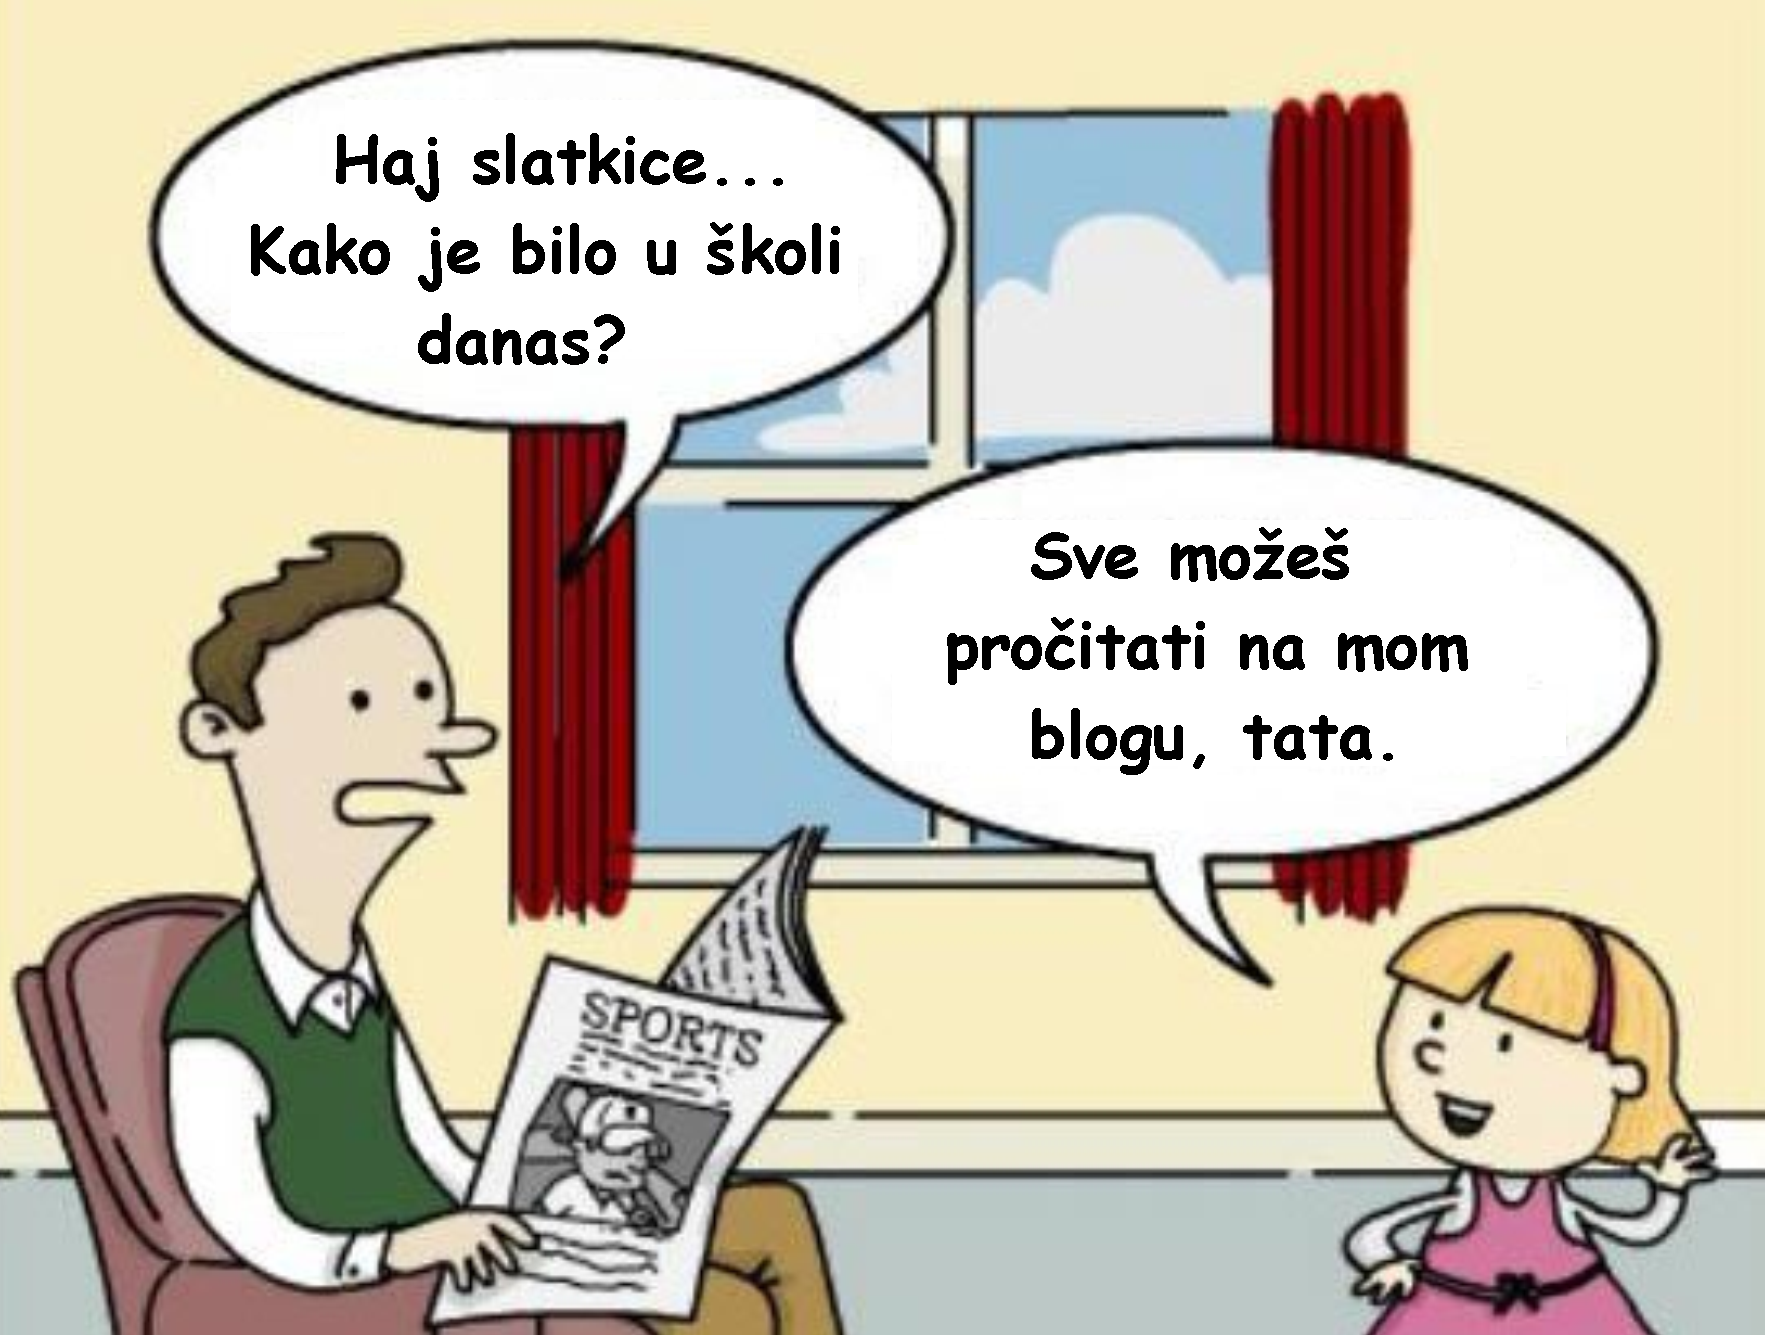 Haj slatkice...
Kako je bilo u školi
danas?
Sve možeš
pročitati na mom
blogu, tata.
SPORTS